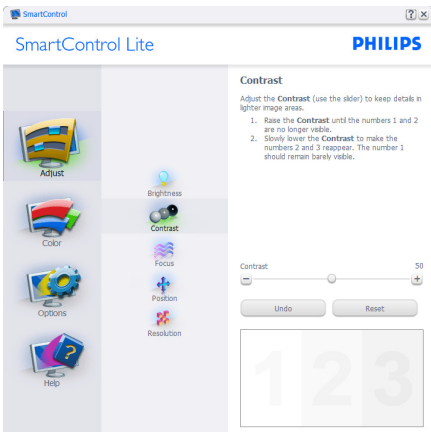 SmartControl
SmartControl Lite
PHILIPS
Adjust
Color
Options
Help
Brightness
Contrast
Focus
Position
Resolution
Contrast
Adjust the Contrast (use the slider) to keep details in
lighter image areas.
1. Raise the Contrast until the numbers 1 and 2
are no longer visible.
2. Slowly lower the Contrast to make the
numbers 2 and 3 reappear. The number 1
should remain barely visible.
Contrast 50
Undo Reset
1 2 3